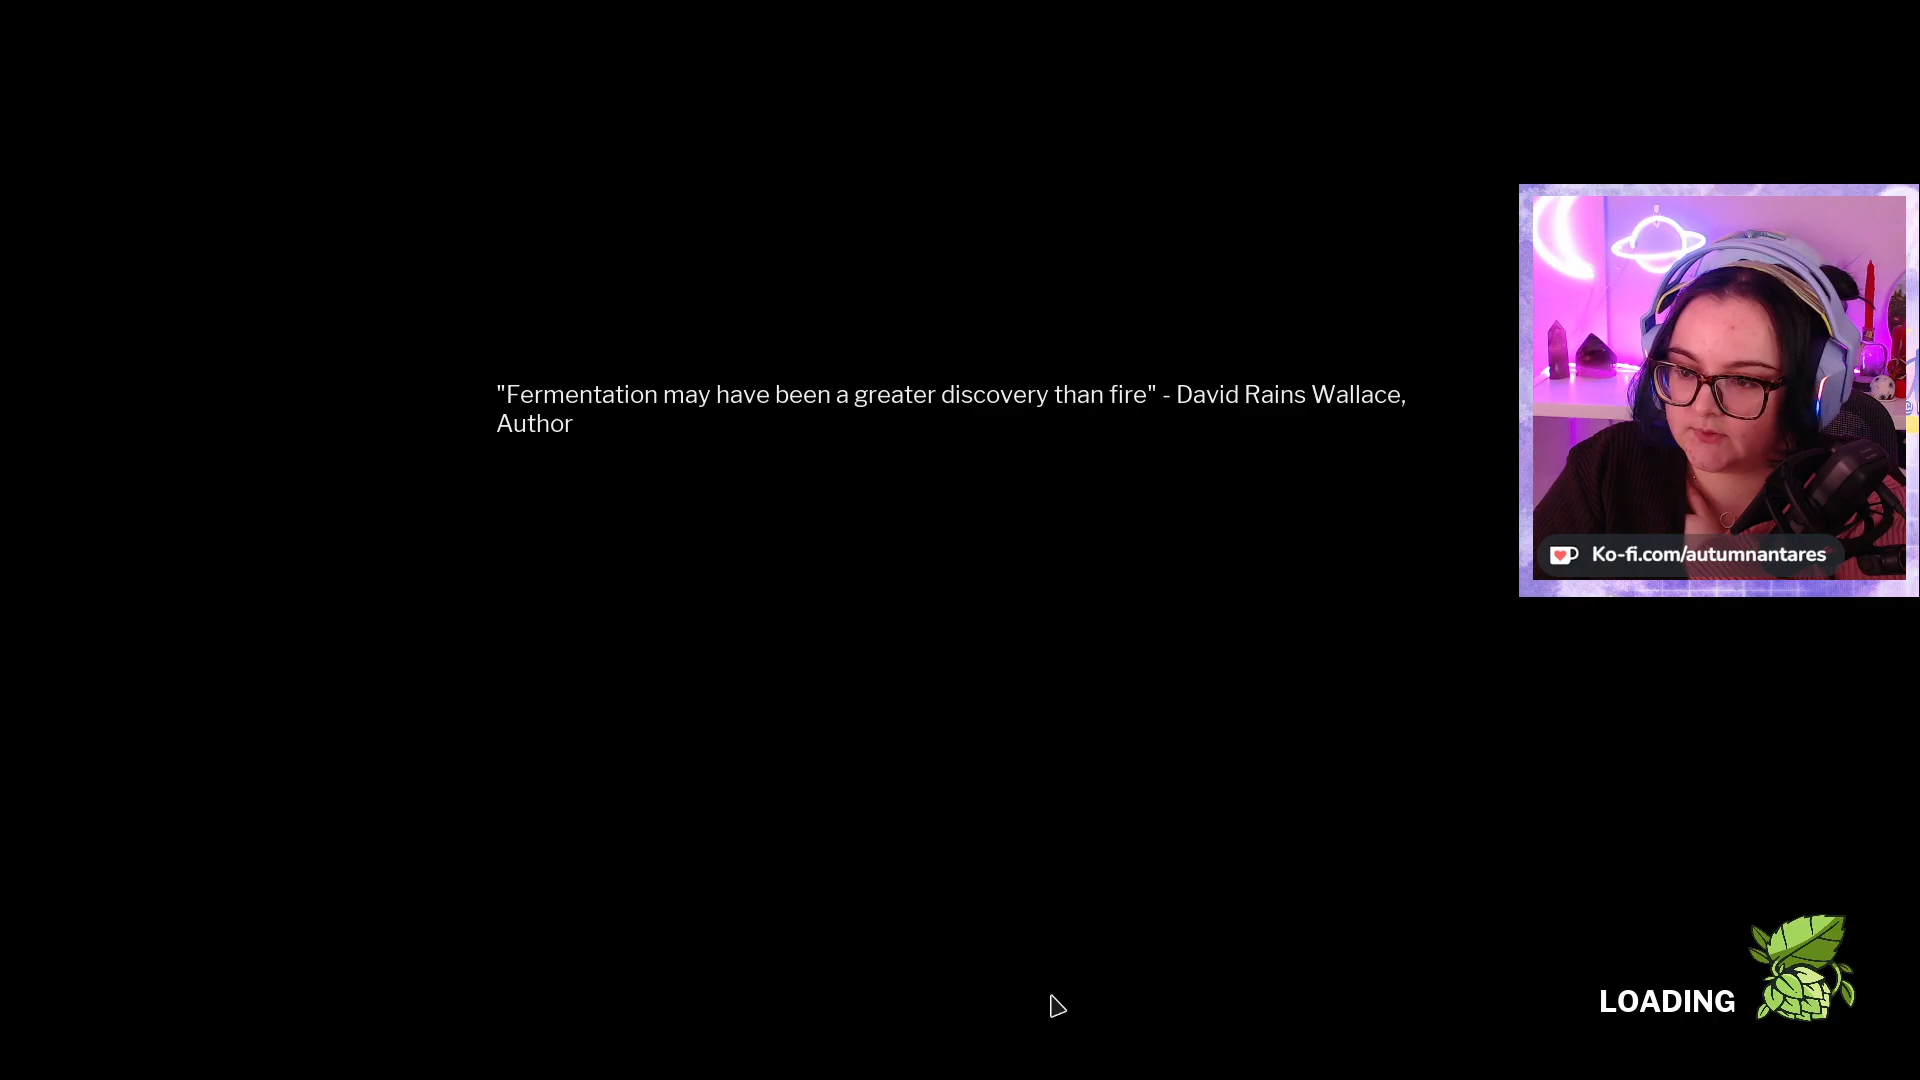 "Fermentation may have been a greater discovery than fire" - David Rains Wallace,
Author
Ko-fi.com/autumnantares
LOADING